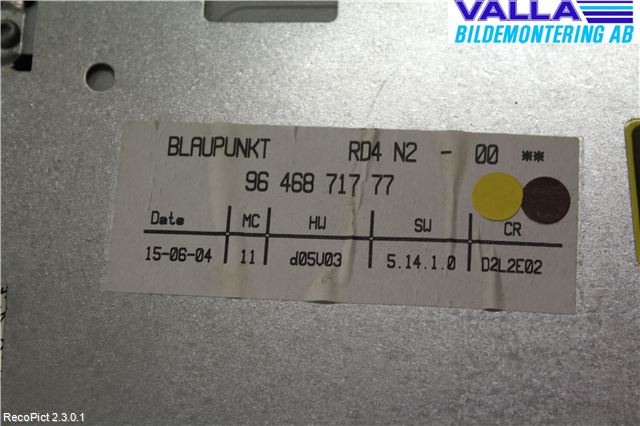 VALLA
BILDEMONTERING AB
BLAUPUNKT RD4 N2 - 00 **
96 468 717 77
Date MC HW SW CR
15-06-04 11 d05V03 5.14.1.0 D2L2E02
RecoPict 2.3.0.1